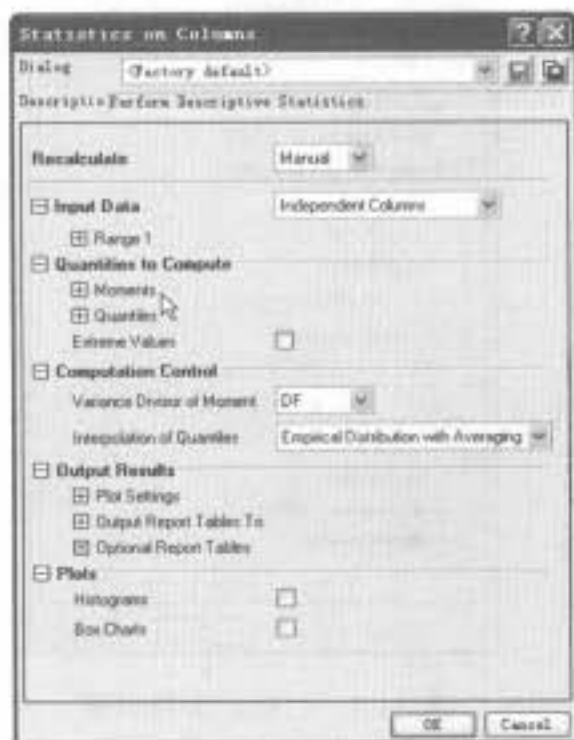 Statistics on Columns
Dialog <Factory default>
Descriptio Perform Descriptive Statistics
Recalculate Manual
Input Data Independent Columns
Range 1
Quantities to Compute
Moments
Quantiles
Extreme Values
Computation Control
Variance Divisor of Moment DF
Interpolation of Quantiles Empirical Distribution with Averaging
Output Results
Plot Settings
Output Report Tables To
Optional Report Tables
Plots
Histograms
Box Charts
OK Cancel